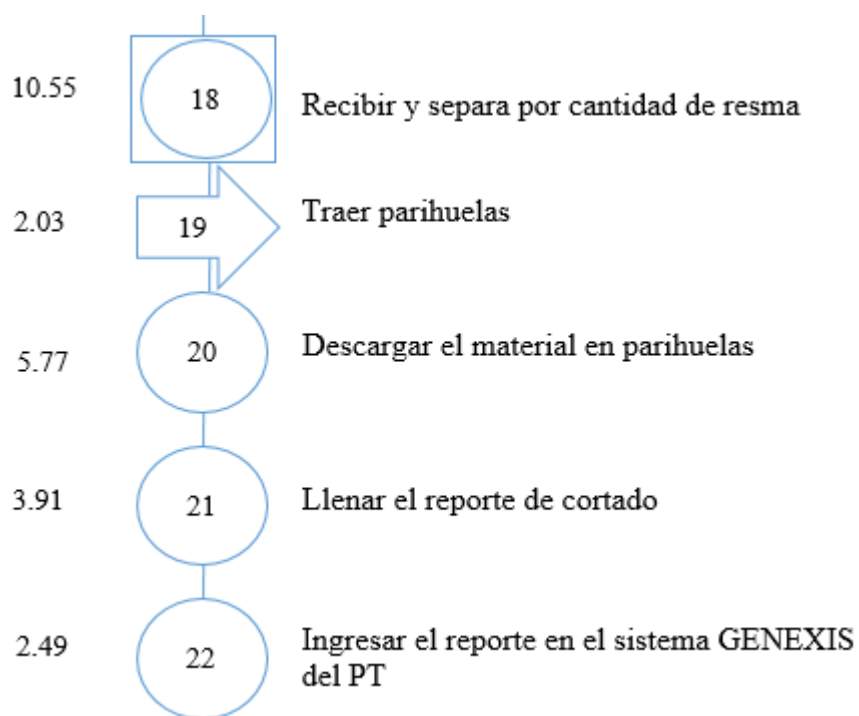 10.55 18 Recibir y separa por cantidad de resma
2.03 19 Traer parihuelas
5.77 20 Descargar el material en parihuelas
3.91 21 Llenar el reporte de cortado
2.49 22 Ingresar el reporte en el sistema GENEXIS
del PT